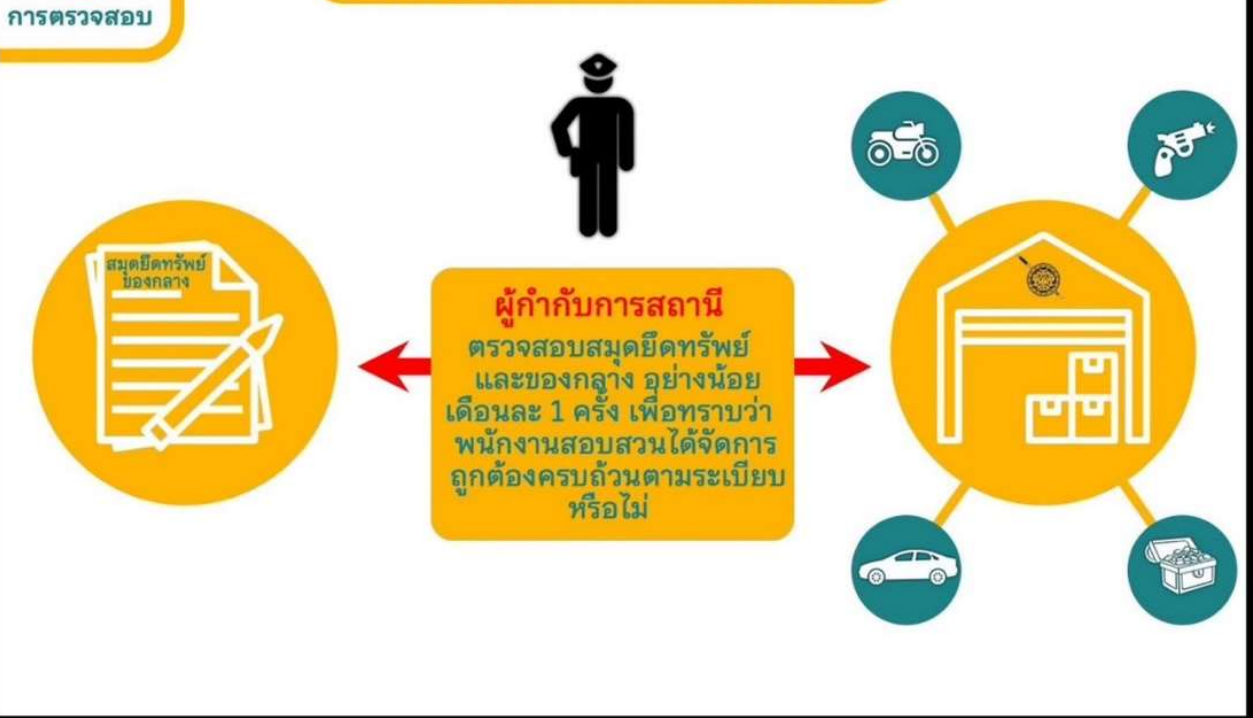 การตรวจสอบ
สมุดยึดทรัพย์
ของกลาง
ผู้กำกับการสถานี
ตรวจสอบสมุดยึดทรัพย์
และของกลาง อย่างน้อย
เดือนละ 1 ครั้ง เพื่อทราบว่า
พนักงานสอบสวนได้จัดการ
ถูกต้องครบถ้วนตามระเบียบ
หรือไม่